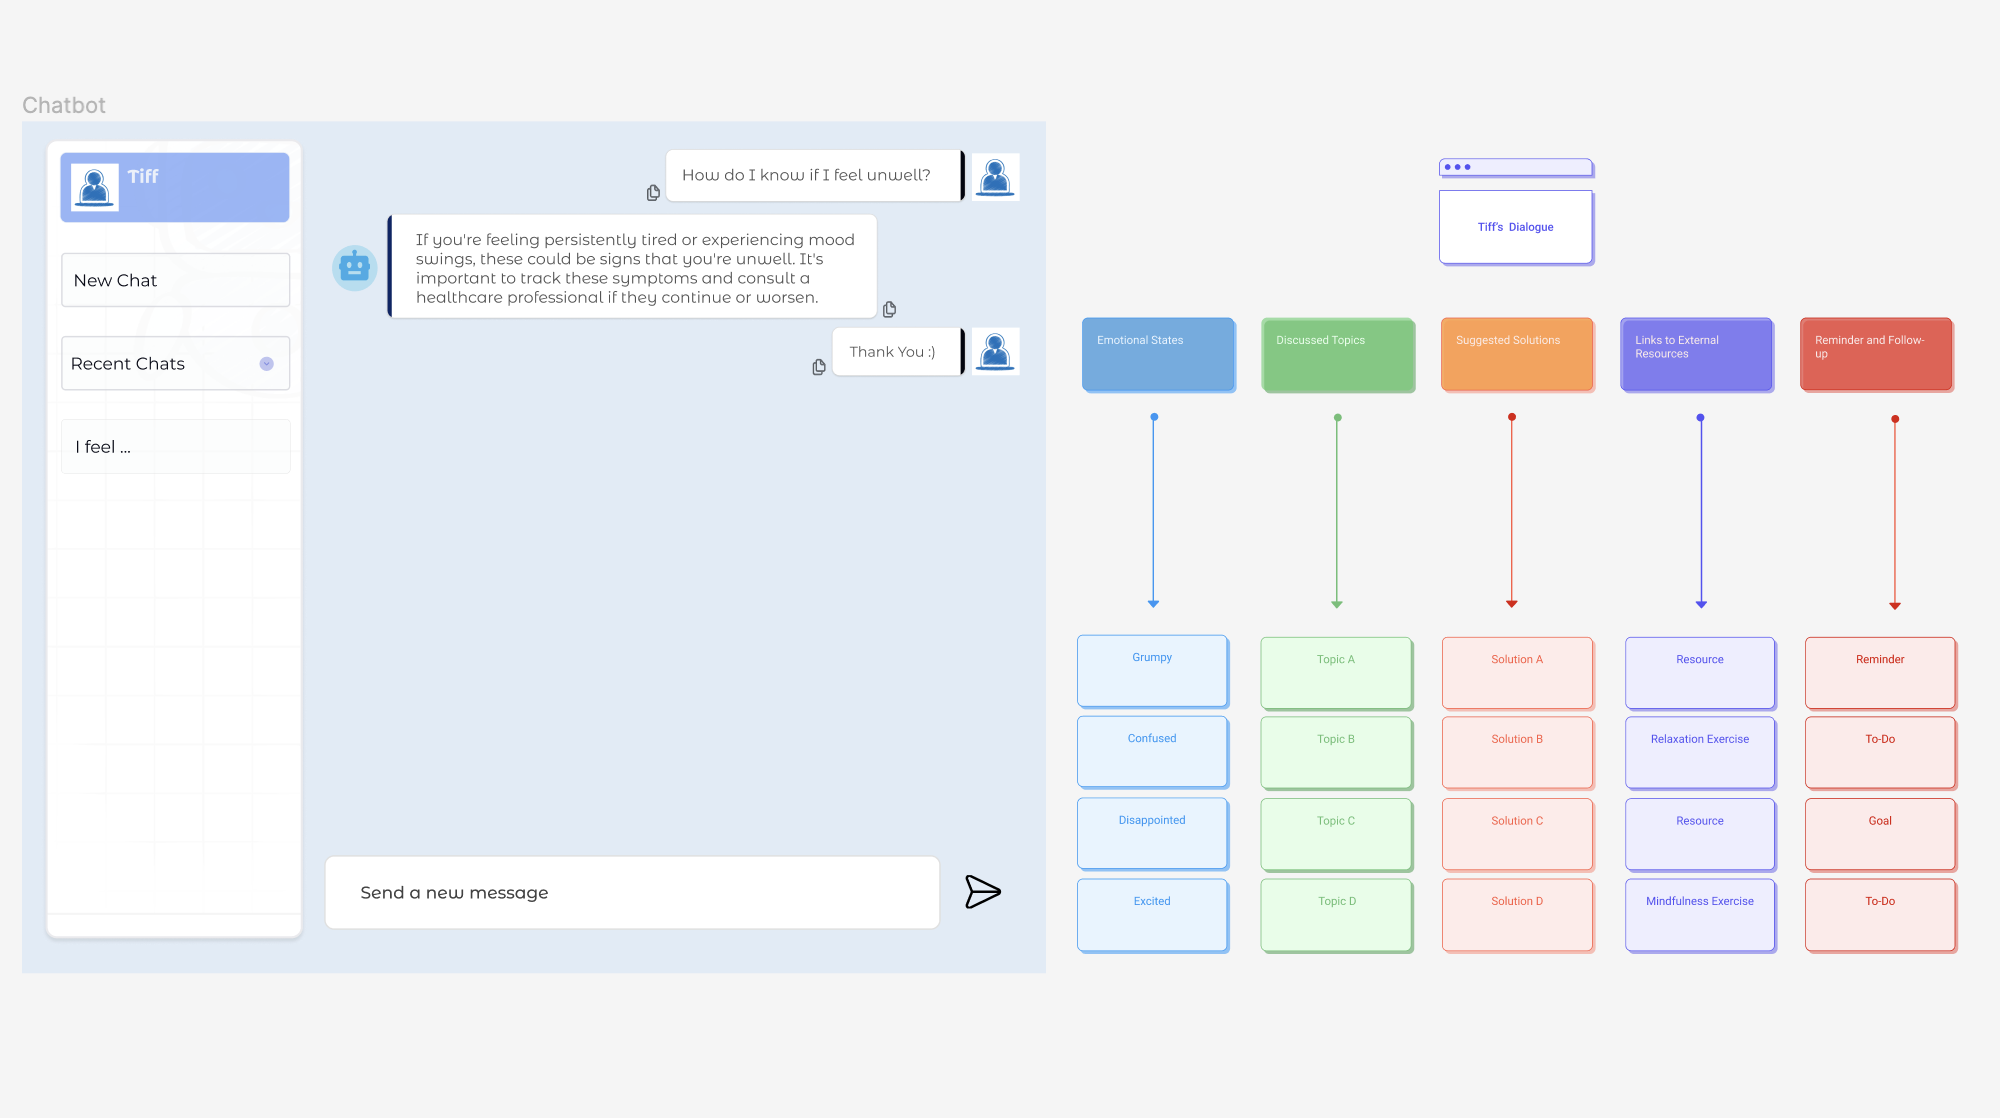 Chatbot
Tiff
New Chat
Recent Chats
I feel ...
How do I know if I feel unwell?
If you're feeling persistently tired or experiencing mood
swings, these could be signs that you're unwell. It's
important to track these symptoms and consult a
healthcare professional if they continue or worsen.
Thank You :)
Send a new message
Tiff's Dialogue
Emotional States
Discussed Topics
Suggested Solutions
Links to External
Resources
Reminder and Follow-
up
Grumpy
Topic A
Solution A
Resource
Reminder
Confused
Topic B
Solution B
Relaxation Exercise
To-Do
Disappointed
Topic C
Solution C
Resource
Goal
Excited
Topic D
Solution D
Mindfulness Exercise
To-Do